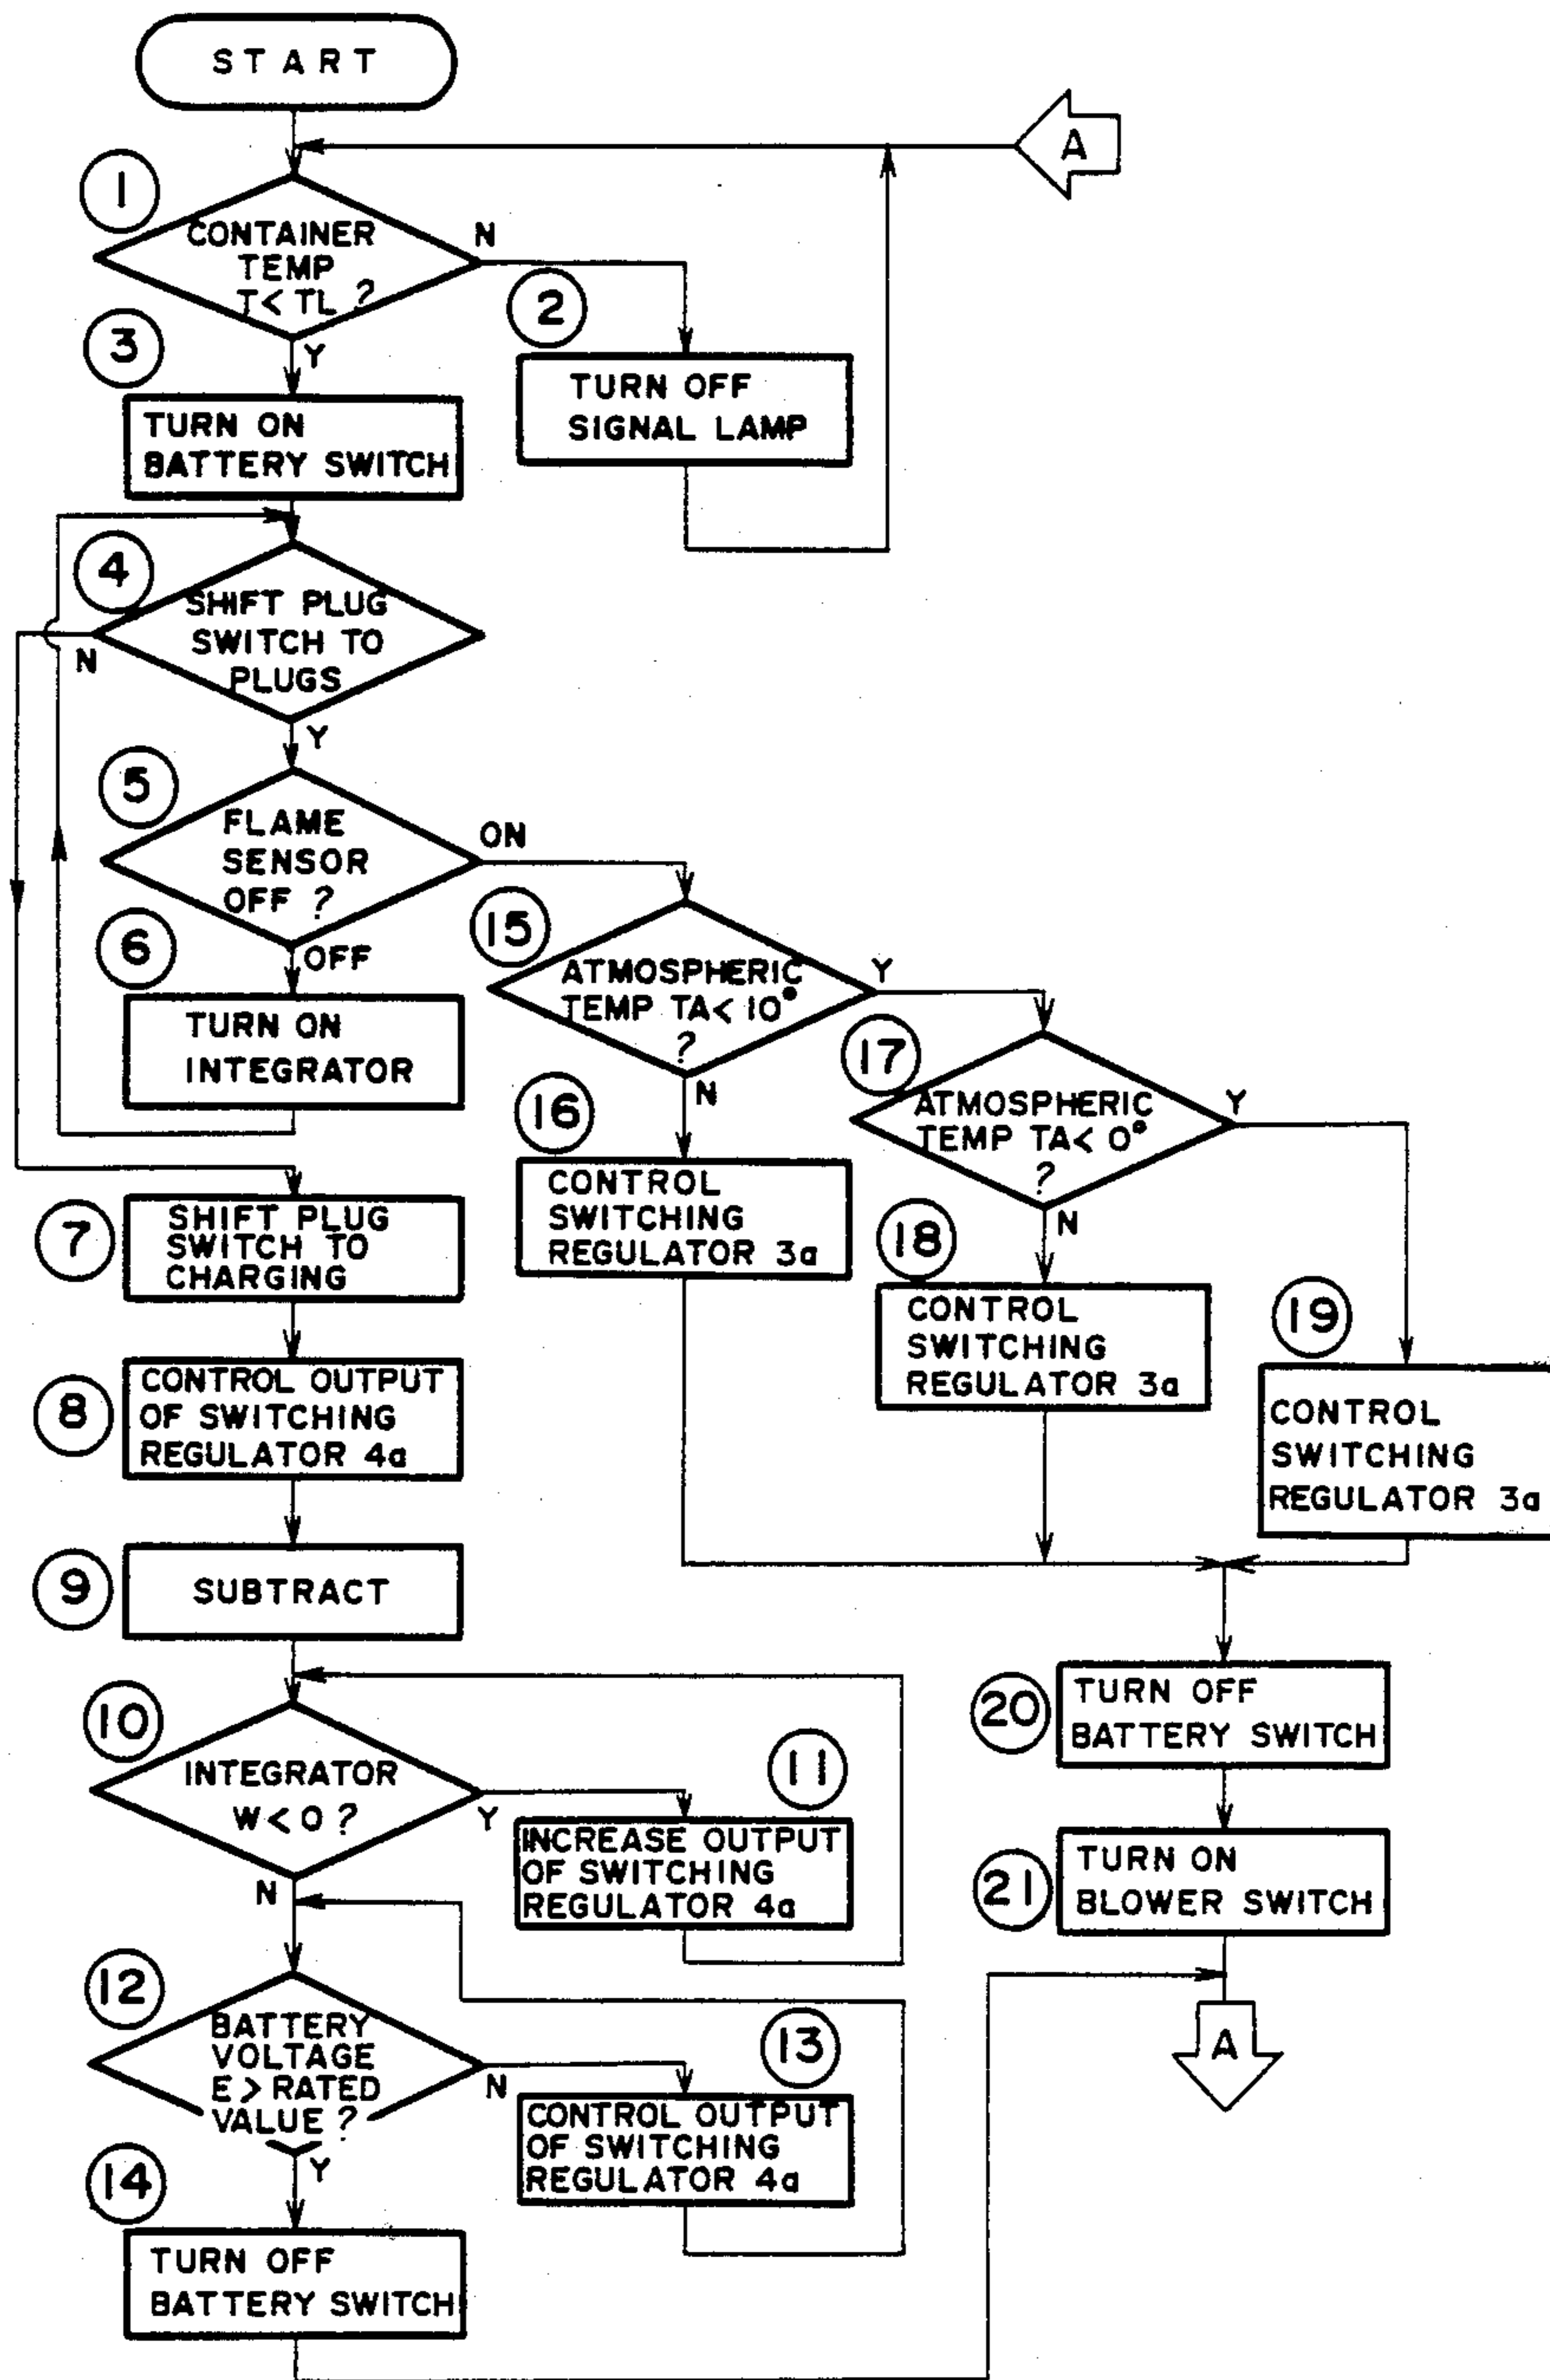 START
A
1
CONTAINER
TEMP
T< TL ?
N
2
3
Y
TURN OFF
SIGNAL LAMP
TURN ON
BATTERY SWITCH
4
SHIFT PLUG
SWITCH TO
PLUGS
N
Y
5
FLAME
SENSOR
OFF ?
ON
6
OFF
TURN ON
INTEGRATOR
15
ATMOSPHERIC
TEMP TA< 10°
?
Y
N
16
CONTROL
SWITCHING
REGULATOR 3a
17
ATMOSPHERIC
TEMP TA< 0°
?
Y
N
18
CONTROL
SWITCHING
REGULATOR 3a
19
CONTROL
SWITCHING
REGULATOR 3a
7
SHIFT PLUG
SWITCH TO
CHARGING
8
CONTROL OUTPUT
OF SWITCHING
REGULATOR 4a
9
SUBTRACT
10
INTEGRATOR
W<0 ?
Y
N
11
INCREASE OUTPUT
OF SWITCHING
REGULATOR 4a
12
BATTERY
VOLTAGE
E>RATED
VALUE ?
N
Y
13
CONTROL OUTPUT
OF SWITCHING
REGULATOR 4a
14
TURN OFF
BATTERY SWITCH
20
TURN OFF
BATTERY SWITCH
21
TURN ON
BLOWER SWITCH
A